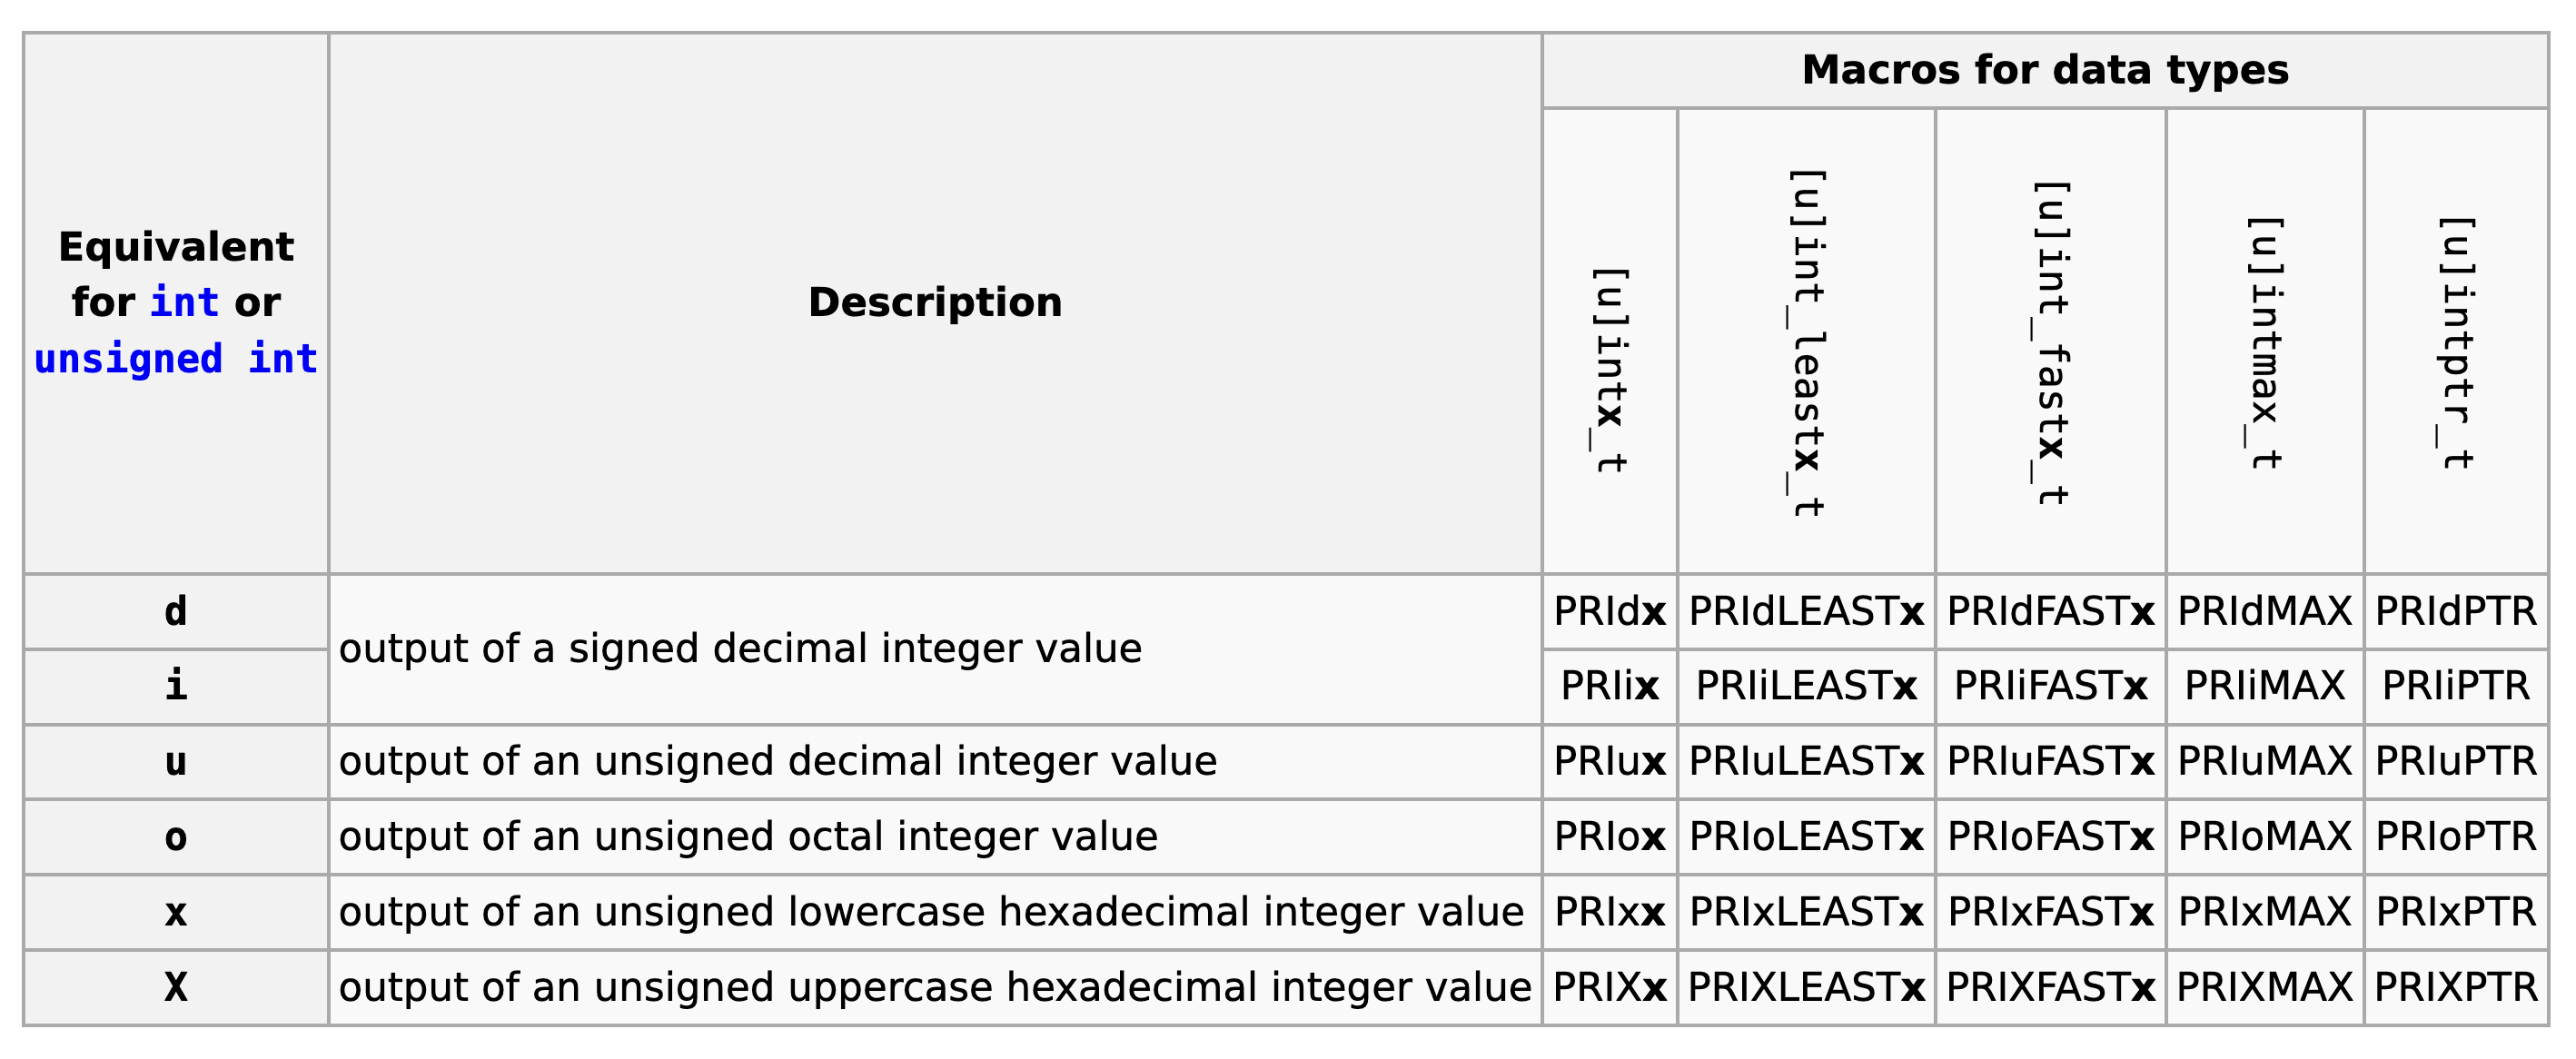 Equivalent
for int or
unsigned int
Description
Macros for data types
[u]intx_t
[u]int_leastx_t
[u]int_fastx_t
[u]intmax_t
[u]intptr_t
d
output of a signed decimal integer value
PRIdx PRIdLEASTx PRIdFASTx PRIdMAX PRIdPTR
i
PRIix PRIiLEASTx PRIiFASTx PRIiMAX PRIiPTR
u output of an unsigned decimal integer value PRIux PRIuLEASTx PRIuFASTx PRIuMAX PRIuPTR
o output of an unsigned octal integer value PRIox PRIoLEASTx PRIoFASTx PRIoMAX PRIoPTR
x output of an unsigned lowercase hexadecimal integer value PRIxx PRIxLEASTx PRIxFASTx PRIxMAX PRIxPTR
X output of an unsigned uppercase hexadecimal integer value PRIXx PRIXLEASTx PRIXFASTx PRIXMAX PRIXPTR